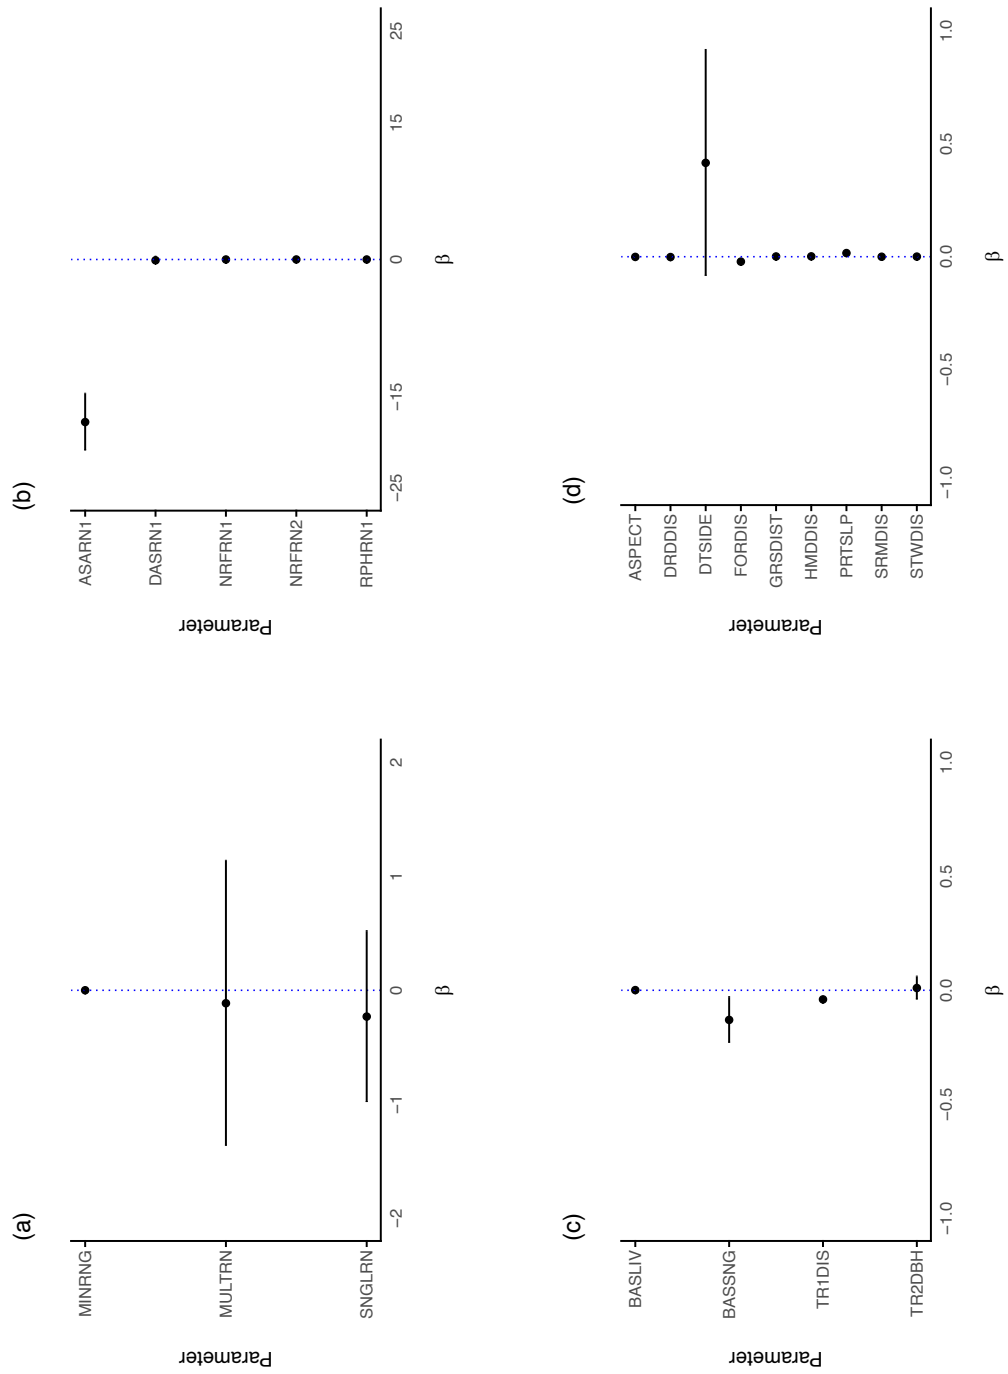 (a)
Parameter
MINRNG
MULTRN
SNGLRN
−2
−1
0
1
2
β
(b)
Parameter
ASARN1
DASRN1
NRFRN1
NRFRN2
RPHRN1
−25
−15
0
15
25
β
(c)
Parameter
BASLIV
BASSNG
TR1DIS
TR2DBH
−1.0
−0.5
0.0
0.5
1.0
β
(d)
Parameter
ASPECT
DRDDIS
DTSIDE
FORDIS
GRSDIST
HMDDIS
PRTSLP
SRMDIS
STWDIS
−1.0
−0.5
0.0
0.5
1.0
β